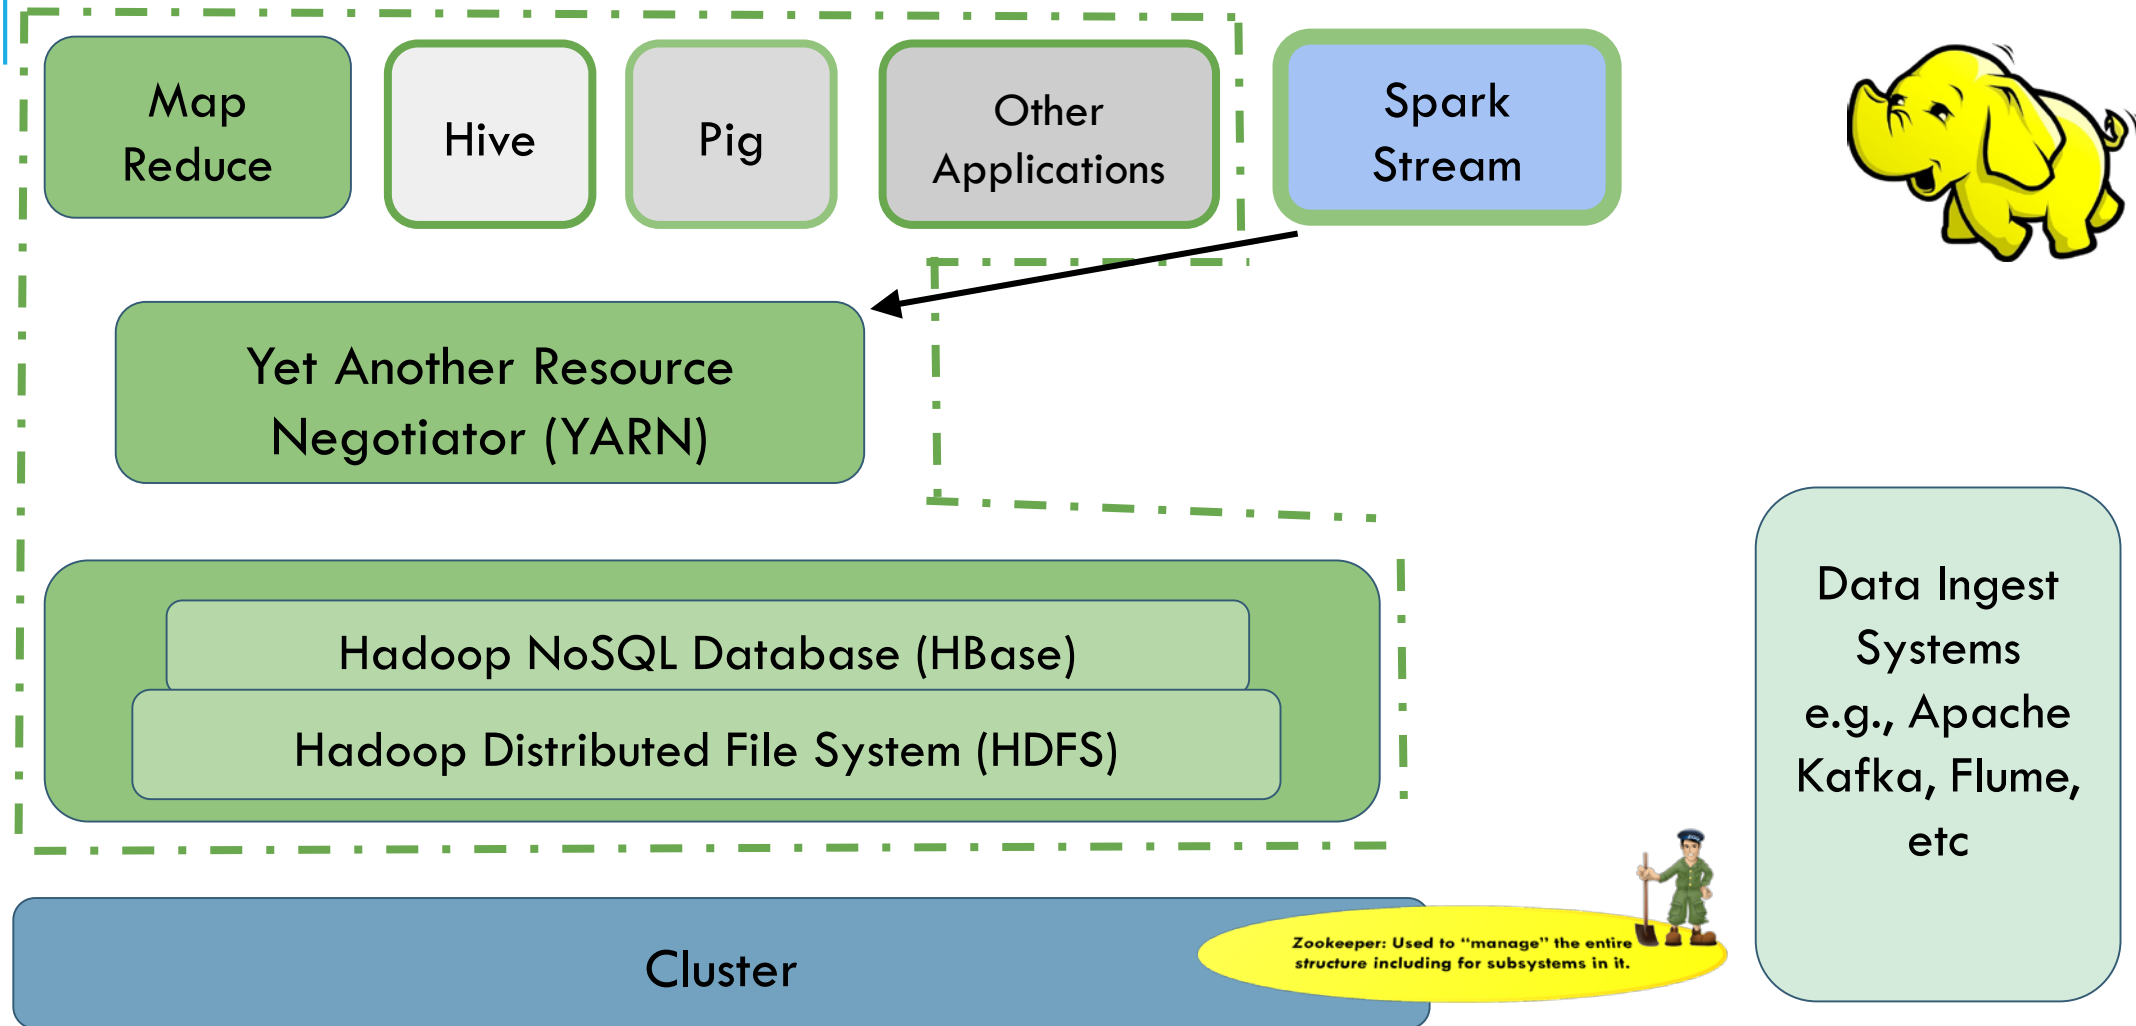 Map
Reduce
Hive
Pig
Other
Applications
Spark
Stream
Yet Another Resource
Negotiator (YARN)
Hadoop NoSQL Database (HBase)
Hadoop Distributed File System (HDFS)
Data Ingest
Systems
e.g., Apache
Kafka, Flume,
etc
Cluster
Zookeeper: Used to “manage” the entire
structure including for subsystems in it.